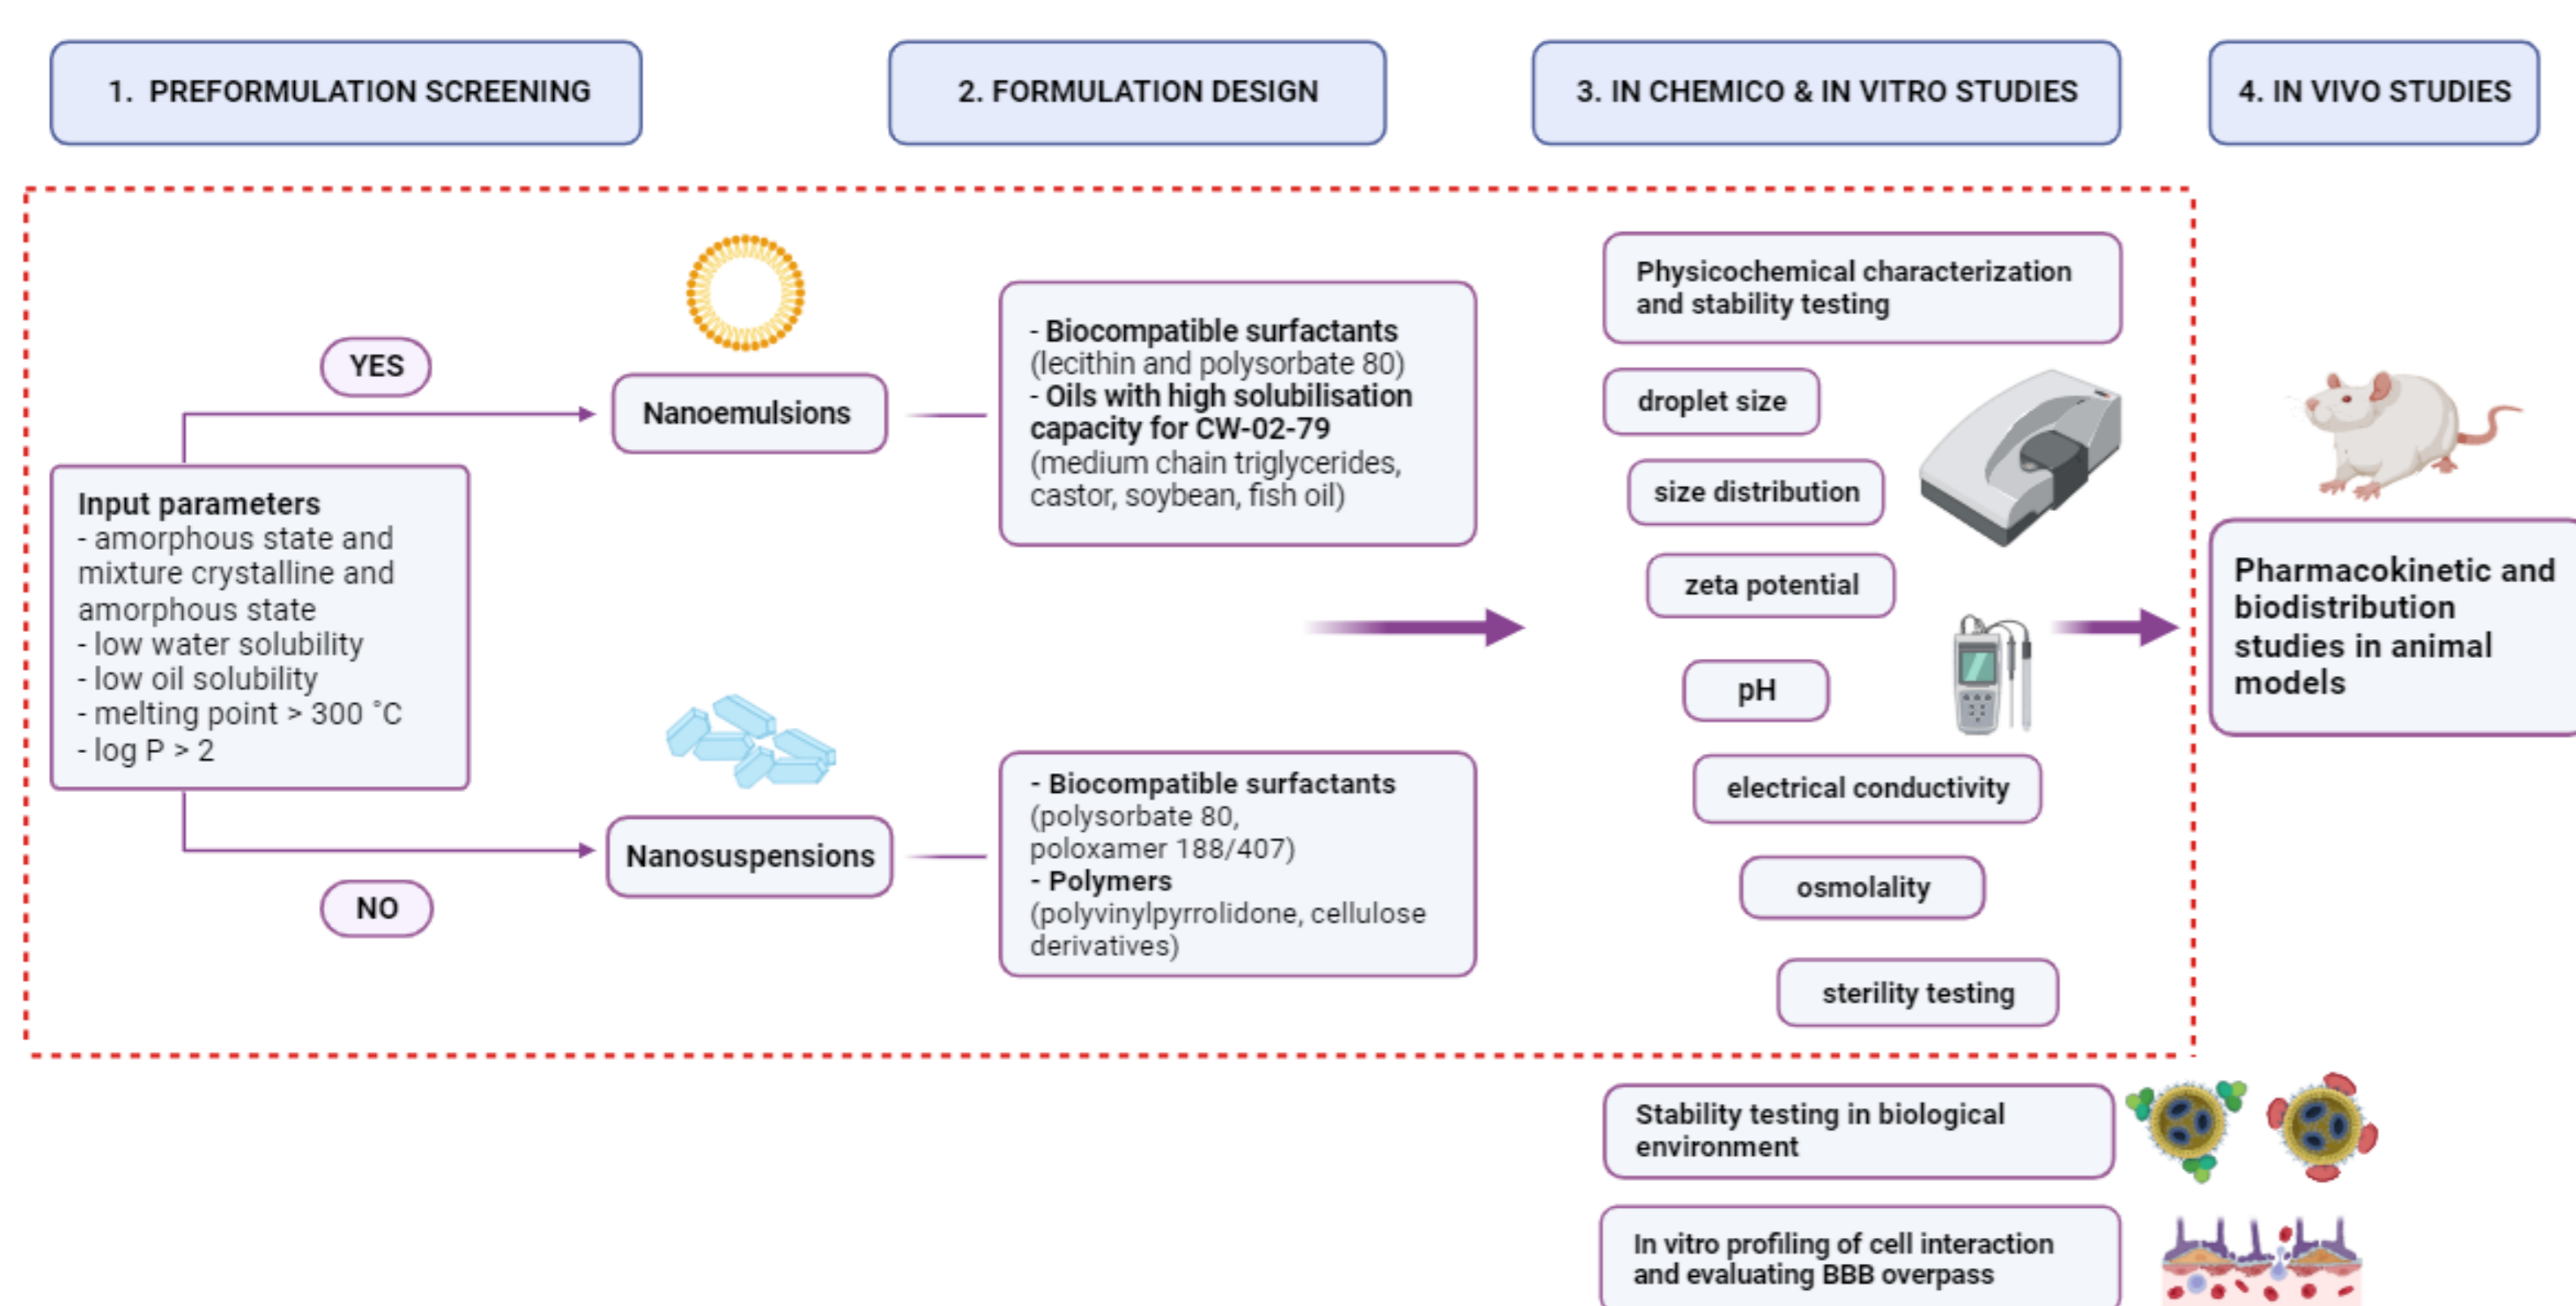 1. PREFORMULATION SCREENING
2. FORMULATION DESIGN
3. IN CHEMICO & IN VITRO STUDIES
4. IN VIVO STUDIES
YES
Input parameters
- amorphous state and
mixture crystalline and
amorphous state
- low water solubility
- low oil solubility
- melting point > 300 ˚C
- log P > 2
NO
Nanoemulsions
- Biocompatible surfactants
(lecithin and polysorbate 80)
- Oils with high solubilisation
capacity for CW-02-79
(medium chain triglycerides,
castor, soybean, fish oil)
Nanosuspensions
- Biocompatible surfactants
(polysorbate 80,
poloxamer 188/407)
- Polymers
(polyvinylpyrrolidone, cellulose
derivatives)
Physicochemical characterization
and stability testing
droplet size
size distribution
zeta potential
pH
electrical conductivity
osmolality
sterility testing
Stability testing in biological
environment
In vitro profiling of cell interaction
and evaluating BBB overpass
Pharmacokinetic and
biodistribution
studies in animal
models